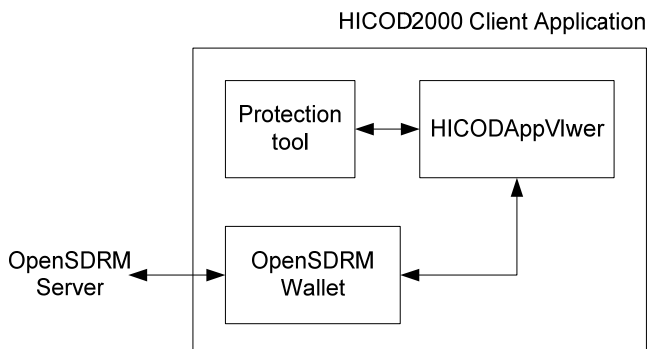 HICOD2000 Client Application
Protection
tool
HICODAppVIwer
OpenSDRM
Server
OpenSDRM
Wallet